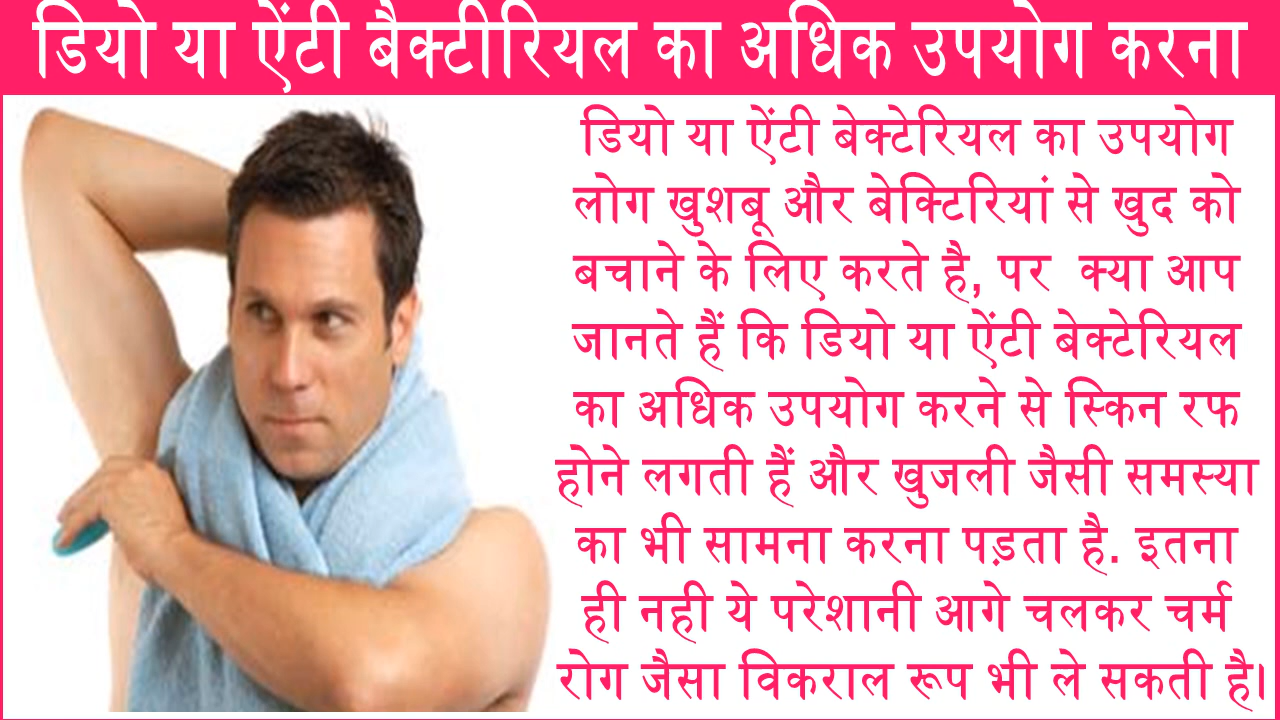 डियो या ऐंटी बैक्टीरियल का अधिक उपयोग करना
डियो या ऐंटी बेक्टेरियल का उपयोग
लोग खुशबू और बेक्टिरियां से खुद को
बचाने के लिए करते है, पर क्या आप
जानते हैं कि डियो या ऐंटी बेक्टेरियल
का अधिक उपयोग करने से स्किन रफ
होने लगती हैं और खुजली जैसी समस्या
का भी सामना करना पड़ता है. इतना
ही नही ये परेशानी आगे चलकर चर्म
रोग जैसा विकराल रूप भी ले सकती है।